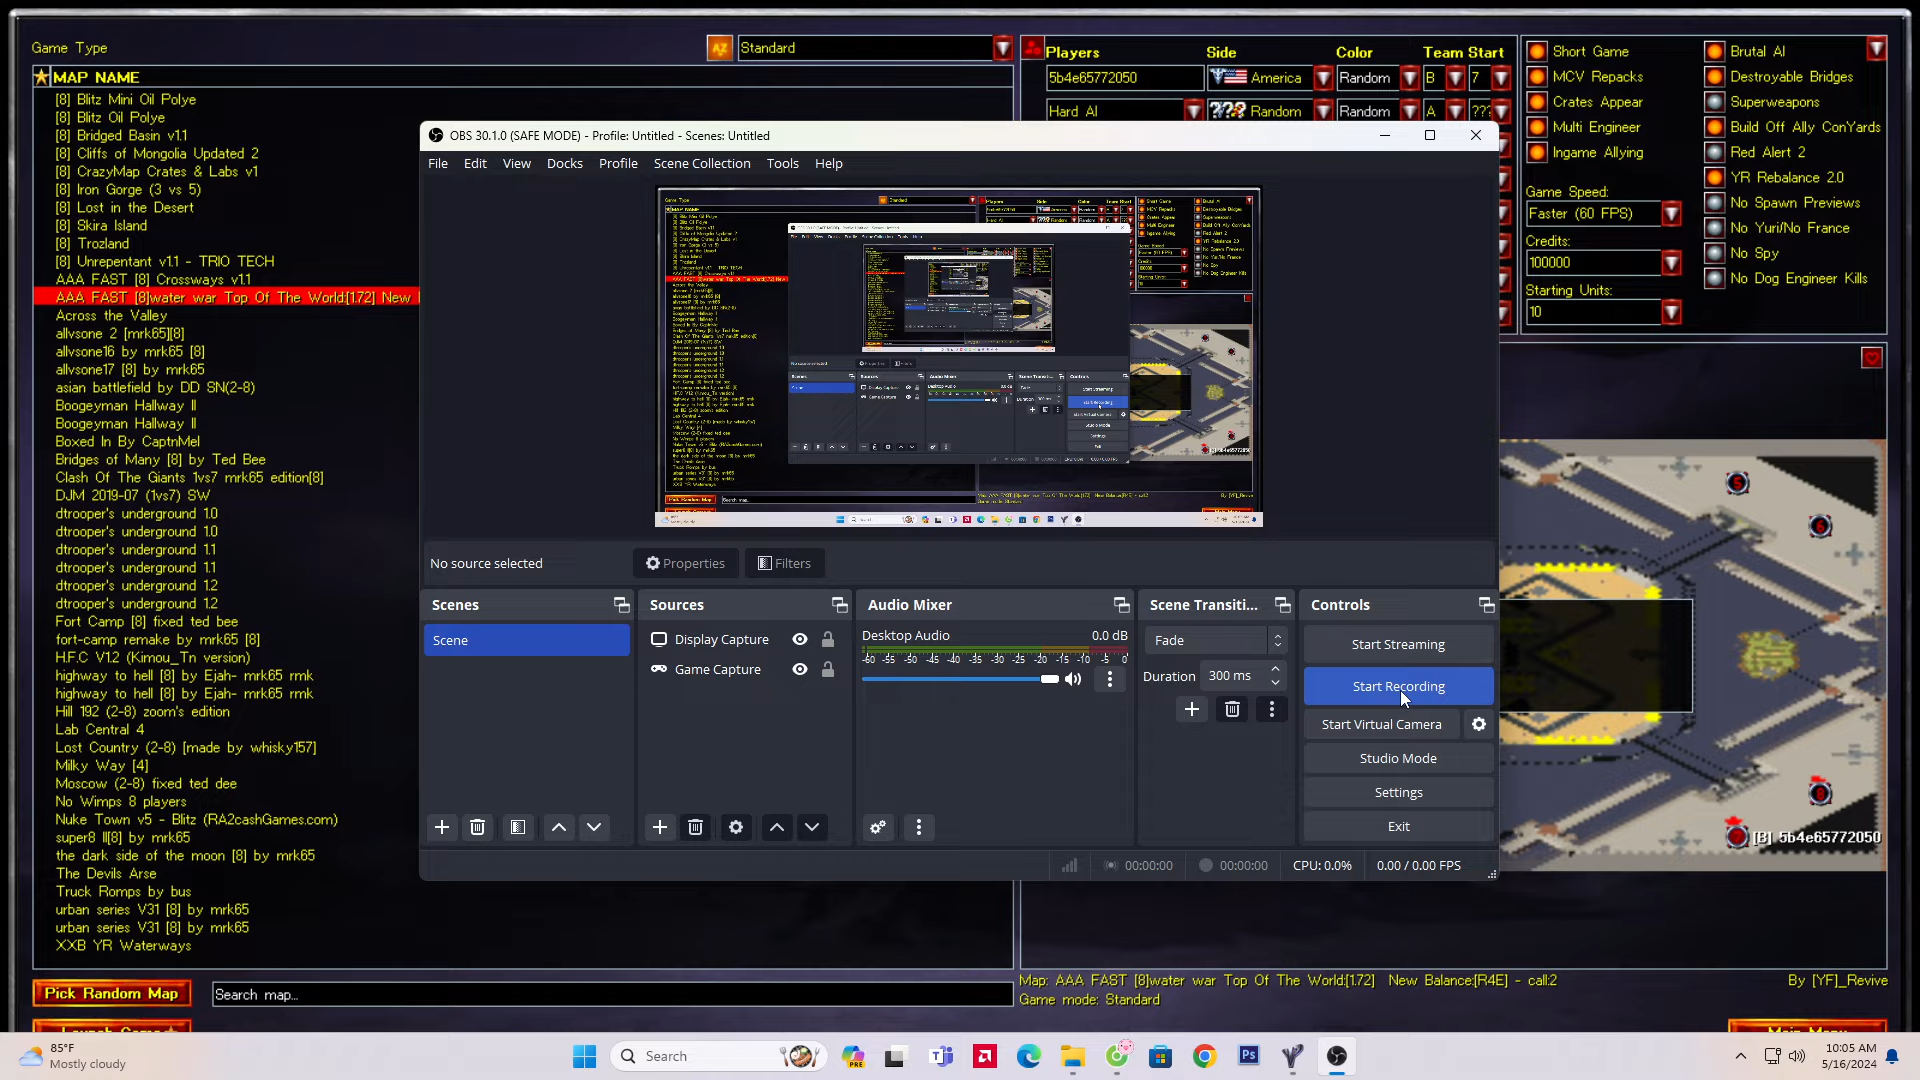 Game Type
AZ Standard
MAP NAME
[8] Blitz Mini Oil Polye
[8] Blitz Oil Polye
[8] Bridged Basin v1.1
[8] Cliffs of Mongolia Updated 2
[8] CrazyMap Crates & Labs v1
[8] Iron Gorge (3 vs 5)
[8] Lost in the Desert
[8] Skira Island
[8] Trozland
[8] Unrepentant v1.1 - TRIO TECH
AAA FAST [8] Crossways v1.1
AAA FAST [8]water war Top Of The World:[1.72] New
Across the Valley
allvsone 2 [mrk65][8]
allvsone16 by mrk65 [8]
allvsone17 [8] by mrk65
asian battlefield by DD SN(2-8)
Boogeyman Hallway II
Boogeyman Hallway II
Boxed In By CaptnMel
Bridges of Many [8] by Ted Bee
Clash Of The Giants 1vs7 mrk65 edition[8]
DJM 2019-07 (1vs7) SW
dtrooper's underground 1.0
dtrooper's underground 1.0
dtrooper's underground 1.1
dtrooper's underground 1.1
dtrooper's underground 1.2
dtrooper's underground 1.2
Fort Camp [8] fixed ted bee
fort-camp remake by mrk65 [8]
H.F.C V1.2 (Kimou_Tn version)
highway to hell [8] by Ejah- mrk65 rmk
highway to hell [8] by Ejah- mrk65 rmk
Hill 192 (2-8) zoom's edition
Lab Central 4
Lost Country (2-8) [made by whisky157]
Milky Way [4]
Moscow (2-8) fixed ted dee
No Wimps 8 players
Nuke Town v5 - Blitz (RA2cashGames.com)
super8 II[8] by mrk65
the dark side of the moon [8] by mrk65
The Devils Arse
Truck Romps by bus
urban series V31 [8] by mrk65
urban series V31 [8] by mrk65
XXB YR Waterways
Pick Random Map
Search map...
Players Side Color Team Start
5b4e65772050 America Random B 7
Hard AI ??? Random Random A ???
Short Game
MCV Repacks
Crates Appear
Multi Engineer
Ingame Allying
Game Speed:
Faster (60 FPS)
Credits:
100000
Starting Units:
10
Brutal AI
Destroyable Bridges
Superweapons
Build Off Ally ConYards
Red Alert 2
YR Rebalance 2.0
No Spawn Previews
No Yuri/No France
No Spy
No Dog Engineer Kills
OBS 30.1.0 (SAFE MODE) - Profile: Untitled - Scenes: Untitled
File Edit View Docks Profile Scene Collection Tools Help
No source selected
Properties
Filters
Scenes
Scene
Sources
Display Capture
Game Capture
Audio Mixer
Desktop Audio 0.0 dB
-60 -55 -50 -45 -40 -35 -30 -25 -20 -15 -10 -5 0
Scene Transiti...
Fade
Duration 300 ms
Controls
Start Streaming
Start Recording
Start Virtual Camera
Studio Mode
Settings
Exit
00:00:00 00:00:00 CPU: 0.0% 0.00 / 0.00 FPS
[B] 5b4e65772050
Map: AAA FAST [8]water war Top Of The World:[1.72] New Balance:[R4E] - call:2
By [YF]_Revive
Game mode: Standard
85°F
Mostly cloudy
Search
PRE
Ps
10:05 AM
5/16/2024